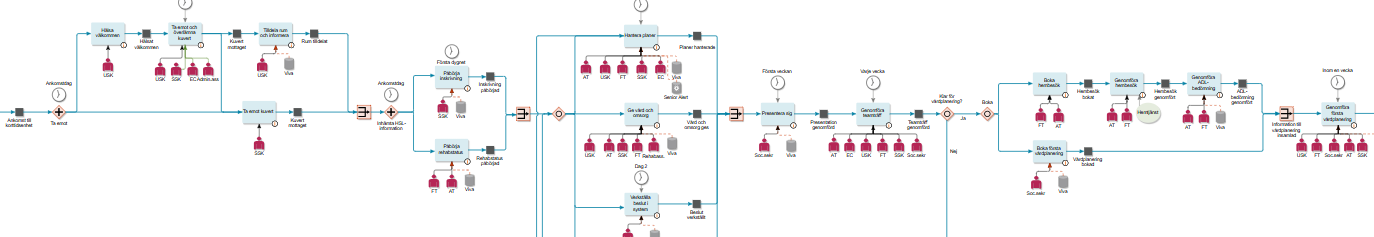 Ankomst till
korttidsenhet
Ankomstdag
Ta emot
Hälsa
välkommen
USK
Hälsat
välkommen
Ta emot och
överlämna
kuvert
USK
SSK
EC
Admin.ass
Kuvert
mottaget
Tilldela rum
och informera
USK
Viva
Rum tilldelat
Ta emot kuvert
SSK
Kuvert
mottaget
Ankomstdag
Inhämta HSL-
information
Första dygnet
Påbörja
inskrivning
SSK
Viva
Inskrivning
påbörjad
Påbörja
rehabstatus
FT
AT
Viva
Rehabstatus
påbörjad
Hantera planer
AT
USK
FT
SSK
EC
Viva
Senior Alert
Planer hanterade
Ge vård och
omsorg
USK
AT
SSK
FT
Rehabass.
Viva
Vård och
omsorg ges
Dag 2
Verkställa
beslut i
system
Viva
Beslut
verkställt
Första veckan
Presentera sig
Soc.sekr
Viva
Presentation
genomförd
Varje vecka
Genomföra
teamträff
AT
EC
USK
FT
SSK
Soc.sekr
Teamträff
genomförd
Klar för
vårdplanering?
Ja
Nej
Boka
Boka
hembesök
FT
AT
Hembesök
bokat
Genomföra
hembesök
AT
FT
Hemtjänst
Hembesök
genomfört
Genomföra
ADL-
bedömning
AT
FT
Viva
ADL-
bedömning
genomfört
Boka första
vårdplanering
Soc.sekr
Viva
Vårdplanering
bokad
Information till
vårdplanering
insamlad
Inom en vecka
Genomföra
första
vårdplanering
USK
FT
Soc.sekr
AT
SSK